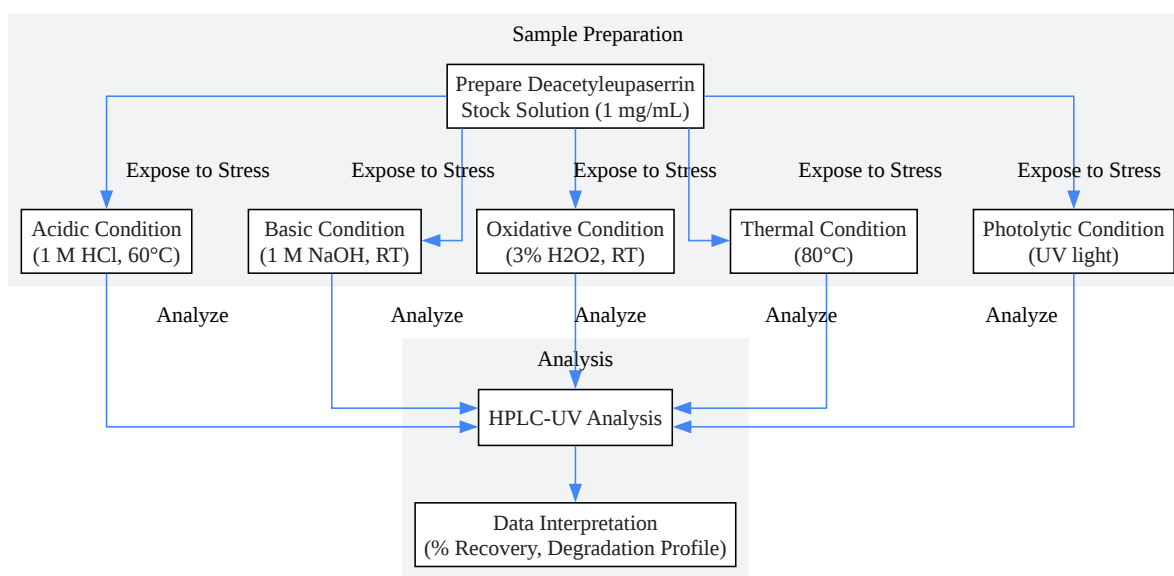 Sample Preparation
Prepare Deacetyleupaserrin
Stock Solution (1 mg/mL)
Expose to Stress
Expose to Stress
Expose to Stress
Expose to Stress
Expose to Stress
Acidic Condition
(1 M HCl, 60°C)
Basic Condition
(1 M NaOH, RT)
Oxidative Condition
(3% H2O2, RT)
Thermal Condition
(80°C)
Photolytic Condition
(UV light)
Analyze
Analyze
Analyze
Analyze
Analyze
Analysis
HPLC-UV Analysis
Data Interpretation
(% Recovery, Degradation Profile)